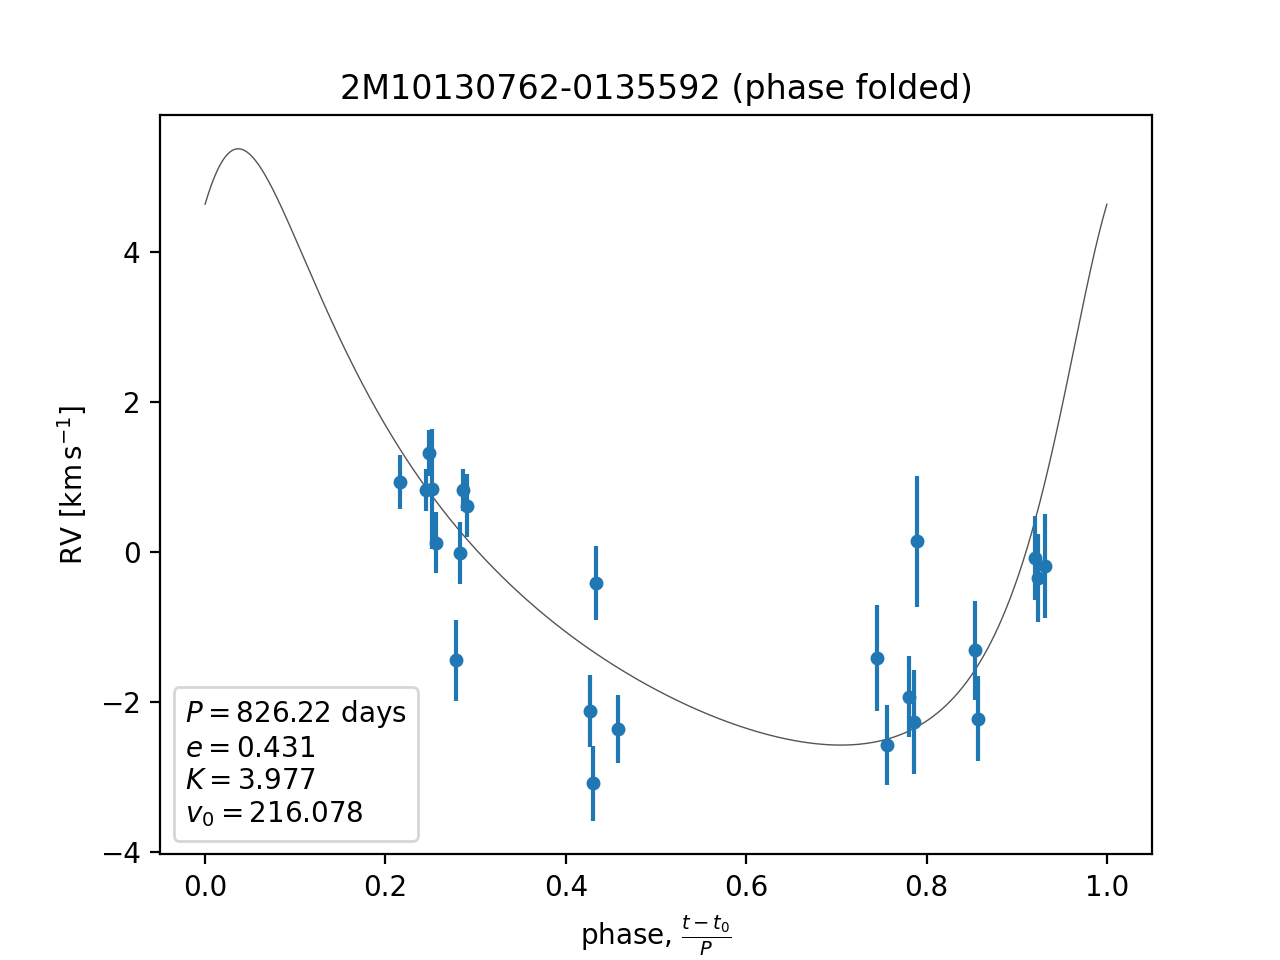 2M10130762-0135592 (phase folded)
RV [km s⁻¹]
4
2
0
−2
−4
P = 826.22 days
e = 0.431
K = 3.977
v₀ = 216.078
0.0 0.2 0.4 0.6 0.8 1.0
phase, (t − t₀)/P